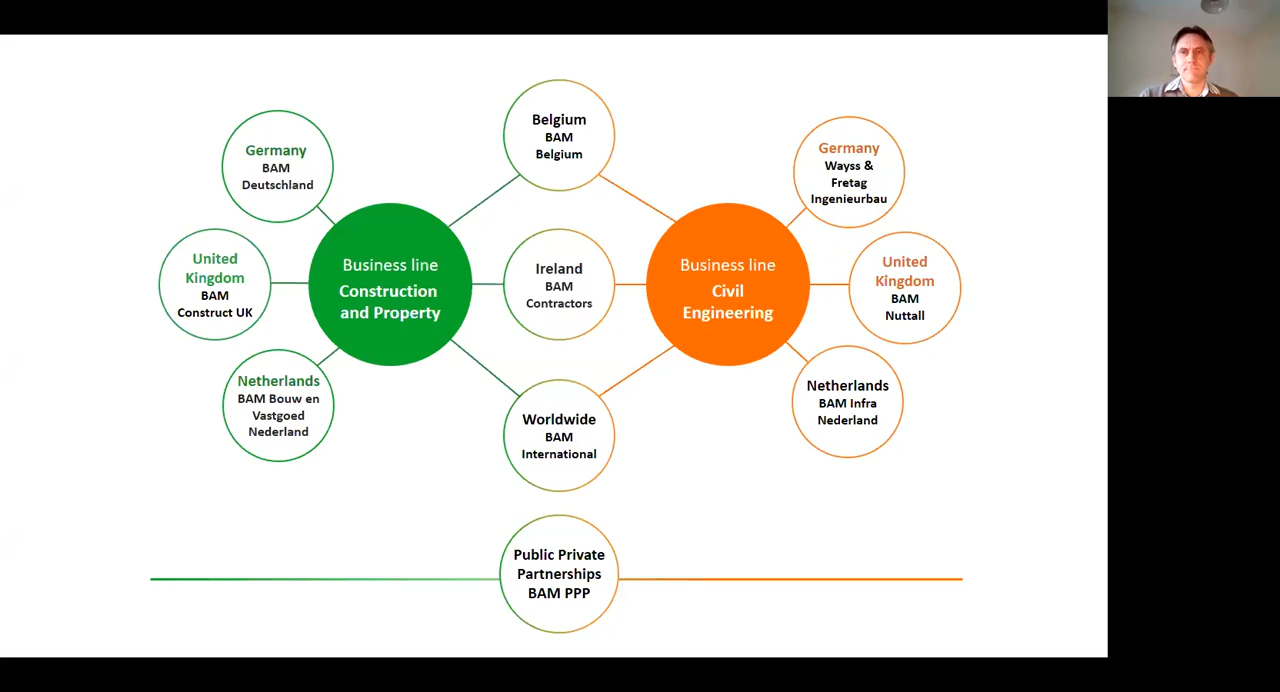 Belgium
BAM
Belgium
Germany
BAM
Deutschland
Germany
Wayss &
Fretag
Ingenieurbau
United
Kingdom
BAM
Construct UK
Business line
Construction
and Property
Ireland
BAM
Contractors
Business line
Civil
Engineering
United
Kingdom
BAM
Nuttall
Netherlands
BAM Bouw en
Vastgoed
Nederland
Worldwide
BAM
International
Netherlands
BAM Infra
Nederland
Public Private
Partnerships
BAM PPP